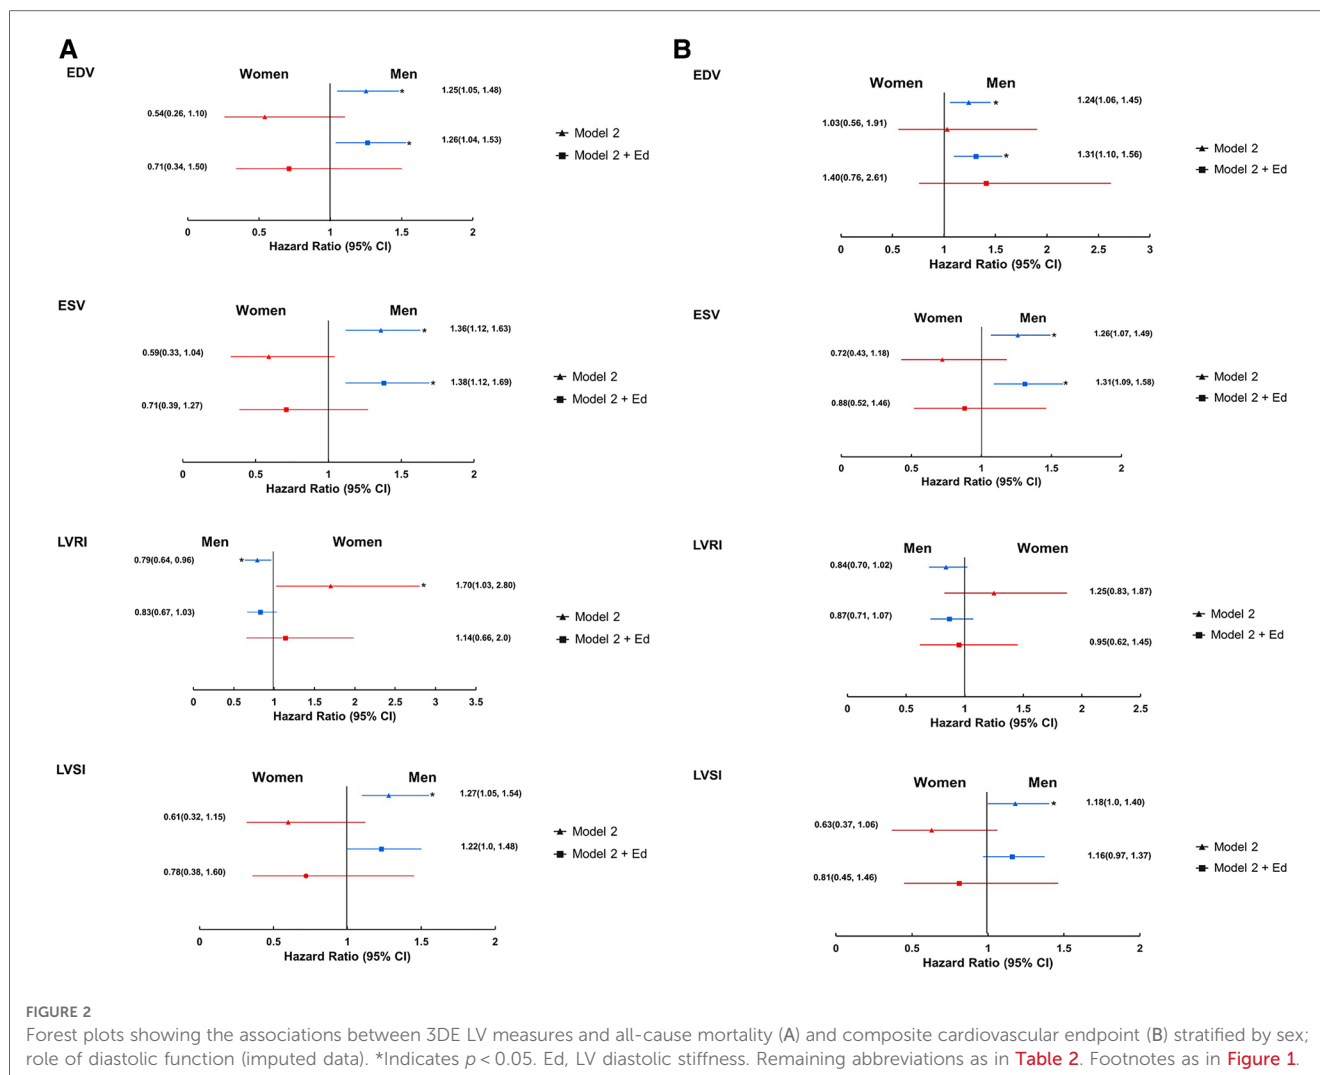 A
EDV
Women
Men
1.25(1.05, 1.48)
*
0.54(0.26, 1.10)
1.26(1.04, 1.53)
*
0.71(0.34, 1.50)
Model 2
Model 2 + Ed
0 0.5 1 1.5 2
Hazard Ratio (95% CI)
ESV
Women
Men
1.36(1.12, 1.63)
*
0.59(0.33, 1.04)
1.38(1.12, 1.69)
*
0.71(0.39, 1.27)
Model 2
Model 2 + Ed
0 0.5 1 1.5 2
Hazard Ratio (95% CI)
LVRI
Men
Women
0.79(0.64, 0.96)
*
1.70(1.03, 2.80)
*
0.83(0.67, 1.03)
1.14(0.66, 2.0)
Model 2
Model 2 + Ed
0 0.5 1 1.5 2 2.5 3 3.5
Hazard Ratio (95% CI)
LVSI
Women
Men
1.27(1.05, 1.54)
*
0.61(0.32, 1.15)
1.22(1.0, 1.48)
0.78(0.38, 1.60)
Model 2
Model 2 + Ed
0 0.5 1 1.5 2
Hazard Ratio (95% CI)
B
EDV
Women
Men
1.24(1.06, 1.45)
*
1.03(0.56, 1.91)
1.31(1.10, 1.56)
*
1.40(0.76, 2.61)
Model 2
Model 2 + Ed
0 0.5 1 1.5 2 2.5 3
Hazard Ratio (95% CI)
ESV
Women
Men
1.26(1.07, 1.49)
*
0.72(0.43, 1.18)
1.31(1.09, 1.58)
*
0.88(0.52, 1.46)
Model 2
Model 2 + Ed
0 0.5 1 1.5 2
Hazard Ratio (95% CI)
LVRI
Men
Women
0.84(0.70, 1.02)
1.25(0.83, 1.87)
0.87(0.71, 1.07)
0.95(0.62, 1.45)
Model 2
Model 2 + Ed
0 0.5 1 1.5 2 2.5
Hazard Ratio (95% CI)
LVSI
Women
Men
1.18(1.0, 1.40)
*
0.63(0.37, 1.06)
1.16(0.97, 1.37)
0.81(0.45, 1.46)
Model 2
Model 2 + Ed
0 0.5 1 1.5 2
Hazard Ratio (95% CI)
FIGURE 2
Forest plots showing the associations between 3DE LV measures and all-cause mortality (A) and composite cardiovascular endpoint (B) stratified by sex;
role of diastolic function (imputed data). *Indicates p < 0.05. Ed, LV diastolic stiffness. Remaining abbreviations as in Table 2. Footnotes as in Figure 1.